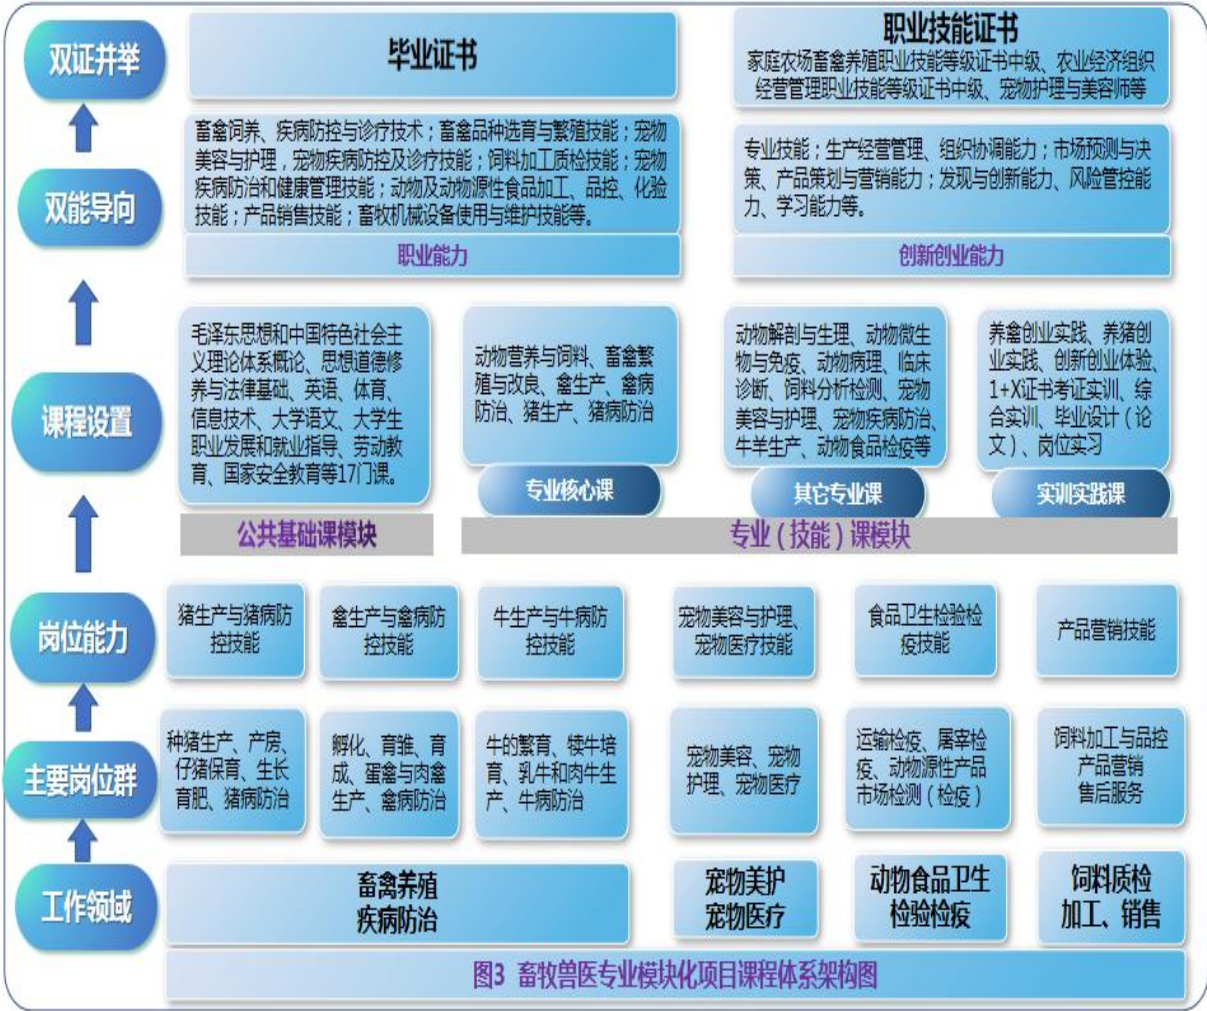 双证并举
毕业证书
职业技能证书
家庭农场畜禽养殖职业技能等级证书中级、农业经济组织
经营管理职业技能等级证书中级、宠物护理与美容师等
双能导向
畜禽饲养、疾病防控与诊疗技术；畜禽品种选育与繁殖技能；宠物
美容与护理，宠物疾病防控及诊疗技能；饲料加工质检技能；宠物
疾病防治和健康管理技能；动物及动物源性食品加工、品控、化验
技能；产品销售技能；畜牧机械设备使用与维护技能等。
职业能力
专业技能；生产经营管理、组织协调能力；市场预测与决
策、产品策划与营销能力；发现与创新能力、风险管控能
力、学习能力等。
创新创业能力
课程设置
毛泽东思想和中国特色社会主
义理论体系概论、思想道德修
养与法律基础、英语、体育、
信息技术、大学语文、大学生
职业发展和就业指导、劳动教
育、国家安全教育等17门课。
公共基础课模块
动物营养与饲料、畜禽繁
殖与改良、禽生产、禽病
防治、猪生产、猪病防治
专业核心课
动物解剖与生理、动物微生
物与免疫、动物病理、临床
诊断、饲料分析检测、宠物
美容与护理、宠物疾病防治、
牛羊生产、动物食品检疫等
其它专业课
养禽创业实践、养猪创
业实践、创新创业体验、
1+X证书考证实训、综
合实训、毕业设计（论
文）、岗位实习
实训实践课
专业（技能）课模块
岗位能力
猪生产与猪病防
控技能
禽生产与禽病防
控技能
牛生产与牛病防
控技能
宠物美容与护理、
宠物医疗技能
食品卫生检验检
疫技能
产品营销技能
主要岗位群
种猪生产、产房、
仔猪保育、生长
育肥、猪病防治
孵化、育雏、育
成、蛋禽与肉禽
生产、禽病防治
牛的繁育、犊牛培
育、乳牛和肉牛生
产、牛病防治
宠物美容、宠物
护理、宠物医疗
运输检疫、屠宰检
疫、动物源性产品
市场检测（检疫）
饲料加工与品控
产品营销
售后服务
工作领域
畜禽养殖
疾病防治
宠物美护
宠物医疗
动物食品卫生
检验检疫
饲料质检
加工、销售
图3 畜牧兽医专业模块化项目课程体系架构图